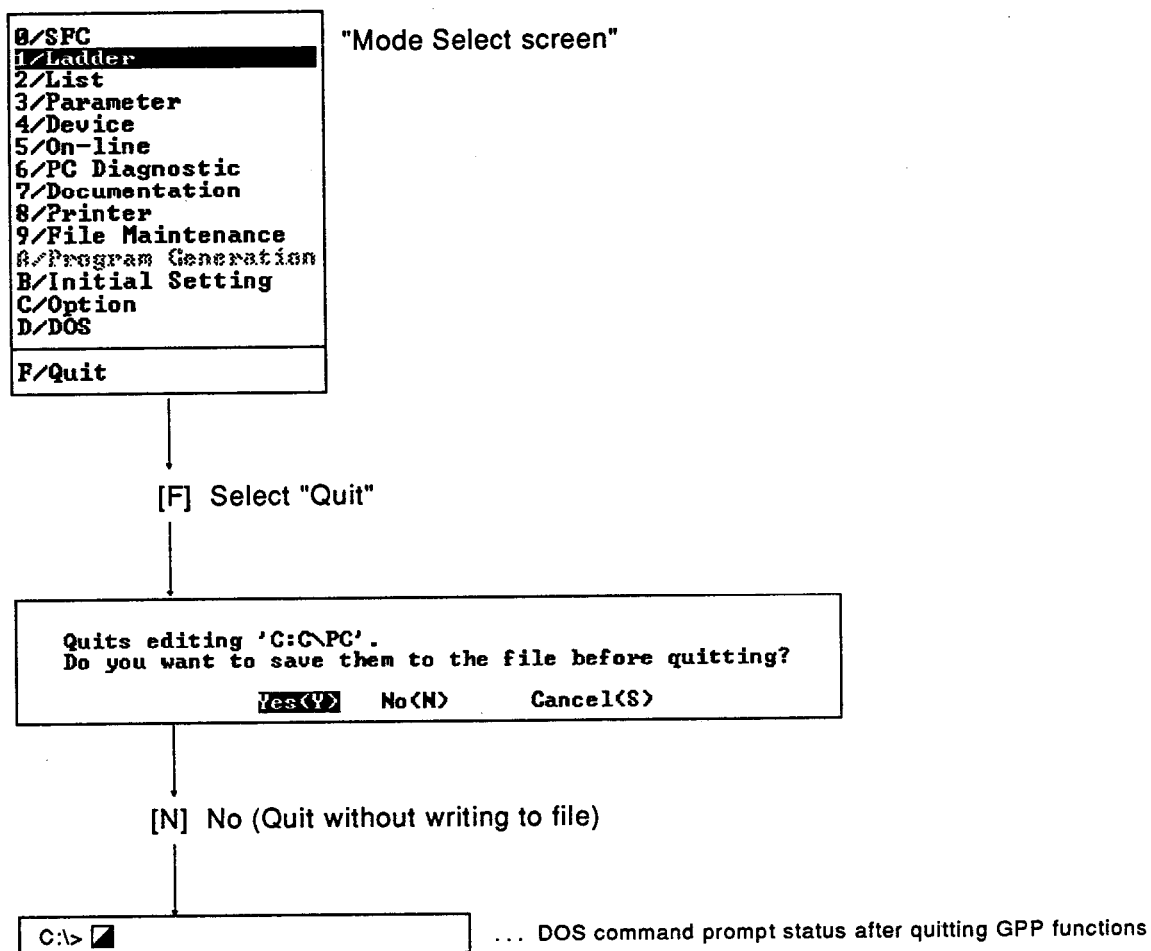 0/SFC
"Mode Select screen"
1/Ladder
2/List
3/Parameter
4/Device
5/On-line
6/PC Diagnostic
7/Documentation
8/Printer
9/File Maintenance
A/Program Generation
B/Initial Setting
C/Option
D/DOS
F/Quit
[F] Select "Quit"
Quits editing 'C:C\PC'.
Do you want to save them to the file before quitting?
Yes(Y) No(N) Cancel(S)
[N] No (Quit without writing to file)
C:\>
... DOS command prompt status after quitting GPP functions